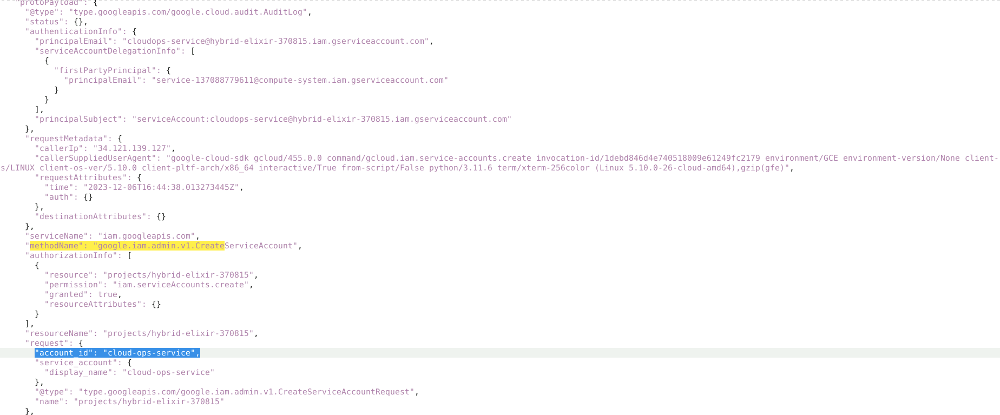 "protoPayload": {
"@type": "type.googleapis.com/google.cloud.audit.AuditLog",
"status": {},
"authenticationInfo": {
"principalEmail": "cloudops-service@hybrid-elixir-370815.iam.gserviceaccount.com",
"serviceAccountDelegationInfo": [
{
"firstPartyPrincipal": {
"principalEmail": "service-137088779611@compute-system.iam.gserviceaccount.com"
}
}
],
"principalSubject": "serviceAccount:cloudops-service@hybrid-elixir-370815.iam.gserviceaccount.com"
},
"requestMetadata": {
"callerIp": "34.121.139.127",
"callerSuppliedUserAgent": "google-cloud-sdk gcloud/455.0.0 command/gcloud.iam.service-accounts.create invocation-id/1debd846d4e740518009e61249fc2179 environment/GCE environment-version/None client-
s/LINUX client-os-ver/5.10.0 client-pltf-arch/x86_64 interactive/True from-script/False python/3.11.6 term/xterm-256color (Linux 5.10.0-26-cloud-amd64),gzip(gfe)",
"requestAttributes": {
"time": "2023-12-06T16:44:38.013273445Z",
"auth": {}
},
"destinationAttributes": {}
},
"serviceName": "iam.googleapis.com",
"methodName": "google.iam.admin.v1.CreateServiceAccount",
"authorizationInfo": [
{
"resource": "projects/hybrid-elixir-370815",
"permission": "iam.serviceAccounts.create",
"granted": true,
"resourceAttributes": {}
}
],
"resourceName": "projects/hybrid-elixir-370815",
"request": {
"account_id": "cloud-ops-service",
"service_account": {
"display_name": "cloud-ops-service"
},
"@type": "type.googleapis.com/google.iam.admin.v1.CreateServiceAccountRequest",
"name": "projects/hybrid-elixir-370815"
},